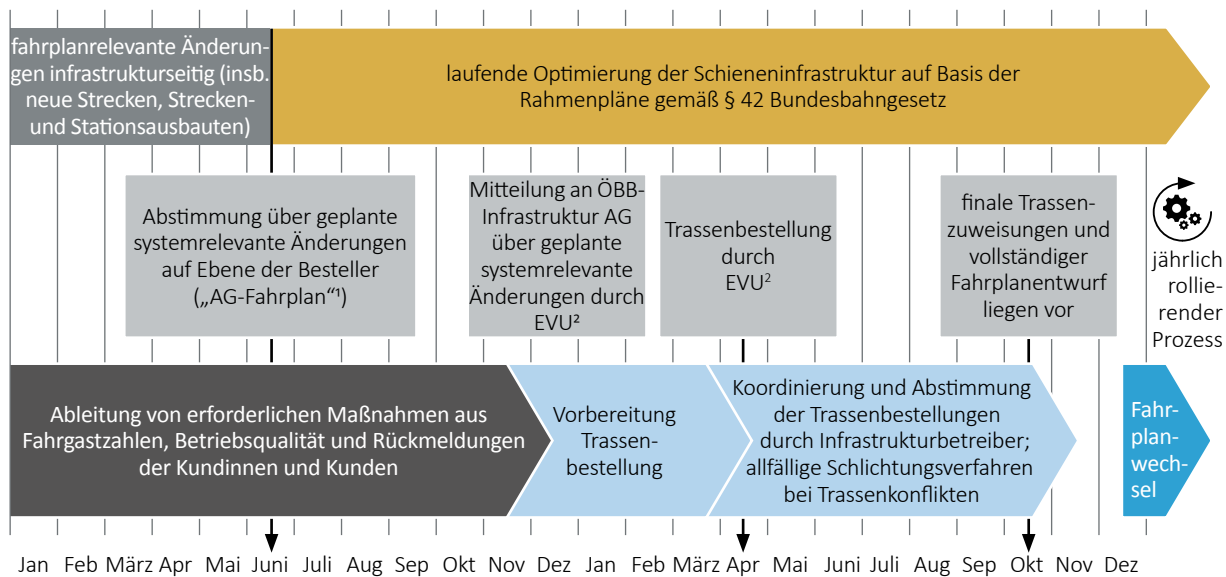 fahrplanrelevante Änderun-
gen infrastrukturseitig (insb.
neue Strecken, Strecken-
und Stationsausbauten)
laufende Optimierung der Schieneninfrastruktur auf Basis der
Rahmenpläne gemäß § 42 Bundesbahngesetz
Abstimmung über geplante
systemrelevante Änderungen
auf Ebene der Besteller
(„AG-Fahrplan“¹)
Mitteilung an ÖBB-
Infrastruktur AG
über geplante
systemrelevante
Änderungen durch
EVU²
Trassenbestellung
durch
EVU²
finale Trassen-
zuweisungen und
vollständiger
Fahrplanentwurf
liegen vor
jährlich
rollie-
render
Prozess
Ableitung von erforderlichen Maßnahmen aus
Fahrgastzahlen, Betriebsqualität und Rückmeldungen
der Kundinnen und Kunden
Vorbereitung
Trassen-
bestellung
Koordinierung und Abstimmung
der Trassenbestellungen
durch Infrastrukturbetreiber;
allfällige Schlichtungsverfahren
bei Trassenkonflikten
Fahr-
plan-
wech-
sel
Jan Feb März Apr Mai Juni Juli Aug Sep Okt Nov Dez Jan Feb März Apr Mai Juni Juli Aug Sep Okt Nov Dez